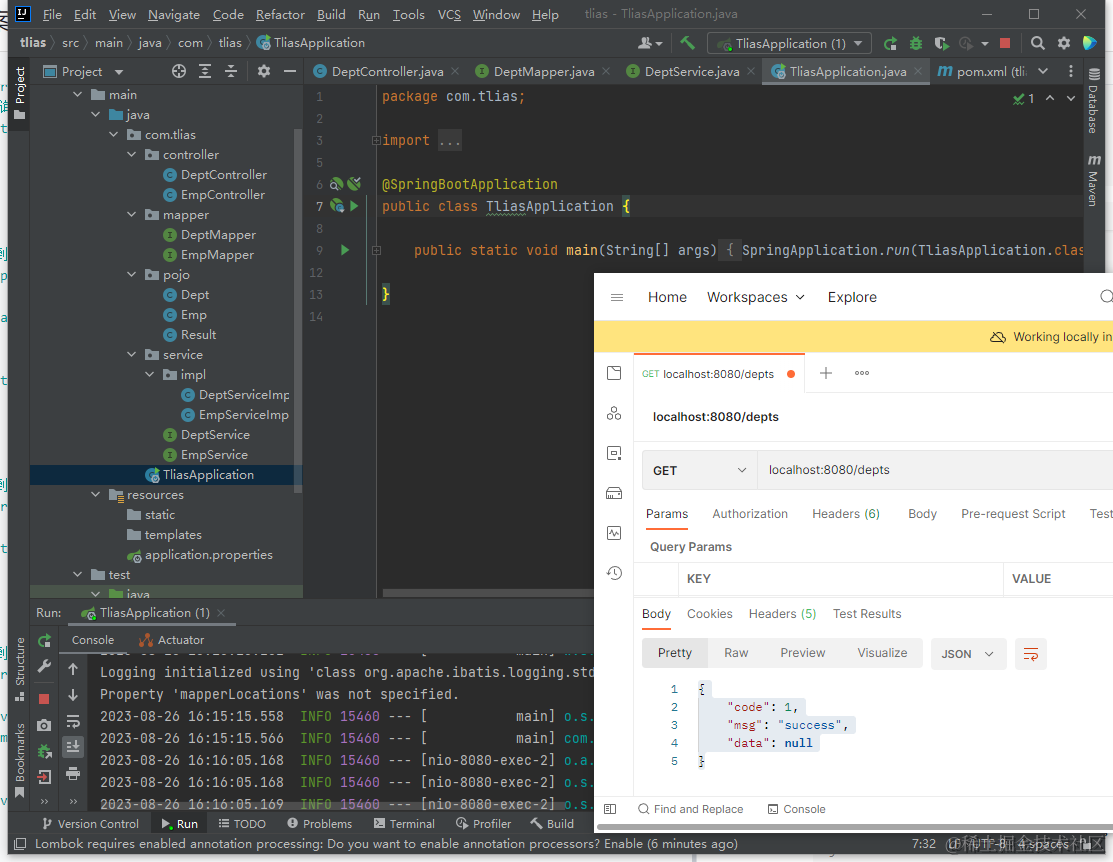 File Edit View Navigate Code Refactor Build Run Tools VCS Window Help tlias - TliasApplication.java
tlias src main java com tlias TliasApplication
TliasApplication (1)
Project
DeptController.java DeptMapper.java DeptService.java TliasApplication.java pom.xml (tli
Project
main
java
com.tlias
controller
DeptController
EmpController
mapper
DeptMapper
EmpMapper
pojo
Dept
Emp
Result
service
impl
DeptServiceImp
EmpServiceImp
DeptService
EmpService
TliasApplication
resources
static
templates
application.properties
test
java
1 package com.tlias;
2
3 import ...
5
6 @SpringBootApplication
7 public class TliasApplication {
8
9 public static void main(String[] args) { SpringApplication.run(TliasApplication.clas
12
13 }
14
1
Database
Maven
Home Workspaces Explore
Working locally in
GET localhost:8080/depts
localhost:8080/depts
GET localhost:8080/depts
Params Authorization Headers (6) Body Pre-request Script Test
Query Params
KEY VALUE
Body Cookies Headers (5) Test Results
Pretty Raw Preview Visualize JSON
1 {
2 "code": 1,
3 "msg": "success",
4 "data": null
5 }
Find and Replace Console
Run: TliasApplication (1)
Console Actuator
Structure
Bookmarks
Logging initialized using 'class org.apache.ibatis.logging.std
Property 'mapperLocations' was not specified.
2023-08-26 16:15:15.558 INFO 15460 --- [ main] o.s.
2023-08-26 16:15:15.566 INFO 15460 --- [ main] com.
2023-08-26 16:16:05.168 INFO 15460 --- [nio-8080-exec-2] o.a.
2023-08-26 16:16:05.168 INFO 15460 --- [nio-8080-exec-2] o.s.
2023-08-26 16:16:05.169 INFO 15460 --- [nio-8080-exec-2] o.s.
Version Control Run TODO Problems Terminal Profiler Build
Lombok requires enabled annotation processing: Do you want to enable annotation processors? Enable (6 minutes ago) 7:32 LF UTF-8 4 spaces
@稀土掘金技术社区